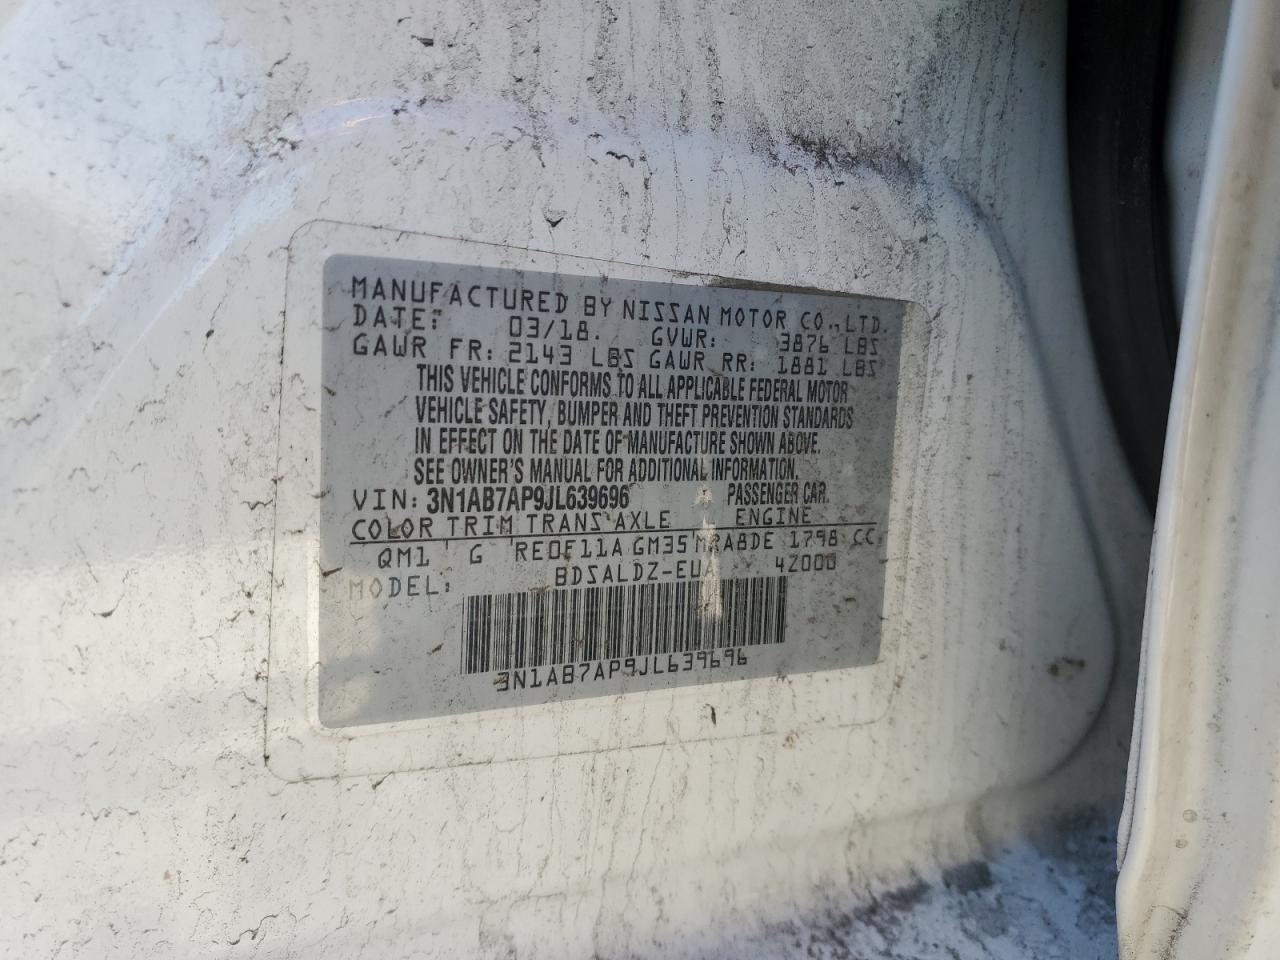 MANUFACTURED BY NISSAN MOTOR CO., LTD.
DATE: 03/18. GVWR: 3876 LBS
GAWR FR: 2143 LBS GAWR RR: 1881 LBS
THIS VEHICLE CONFORMS TO ALL APPLICABLE FEDERAL MOTOR
VEHICLE SAFETY, BUMPER AND THEFT PREVENTION STANDARDS
IN EFFECT ON THE DATE OF MANUFACTURE SHOWN ABOVE.
SEE OWNER'S MANUAL FOR ADDITIONAL INFORMATION.
VIN: 3N1AB7AP9JL639696 PASSENGER CAR.
COLOR TRIM TRANS AXLE ENGINE
QM1 G RE0F11A GM35 MRA8DE 1798 CC
MODEL: BDSALDZ-EUA 42000
3N1AB7AP9JL639696